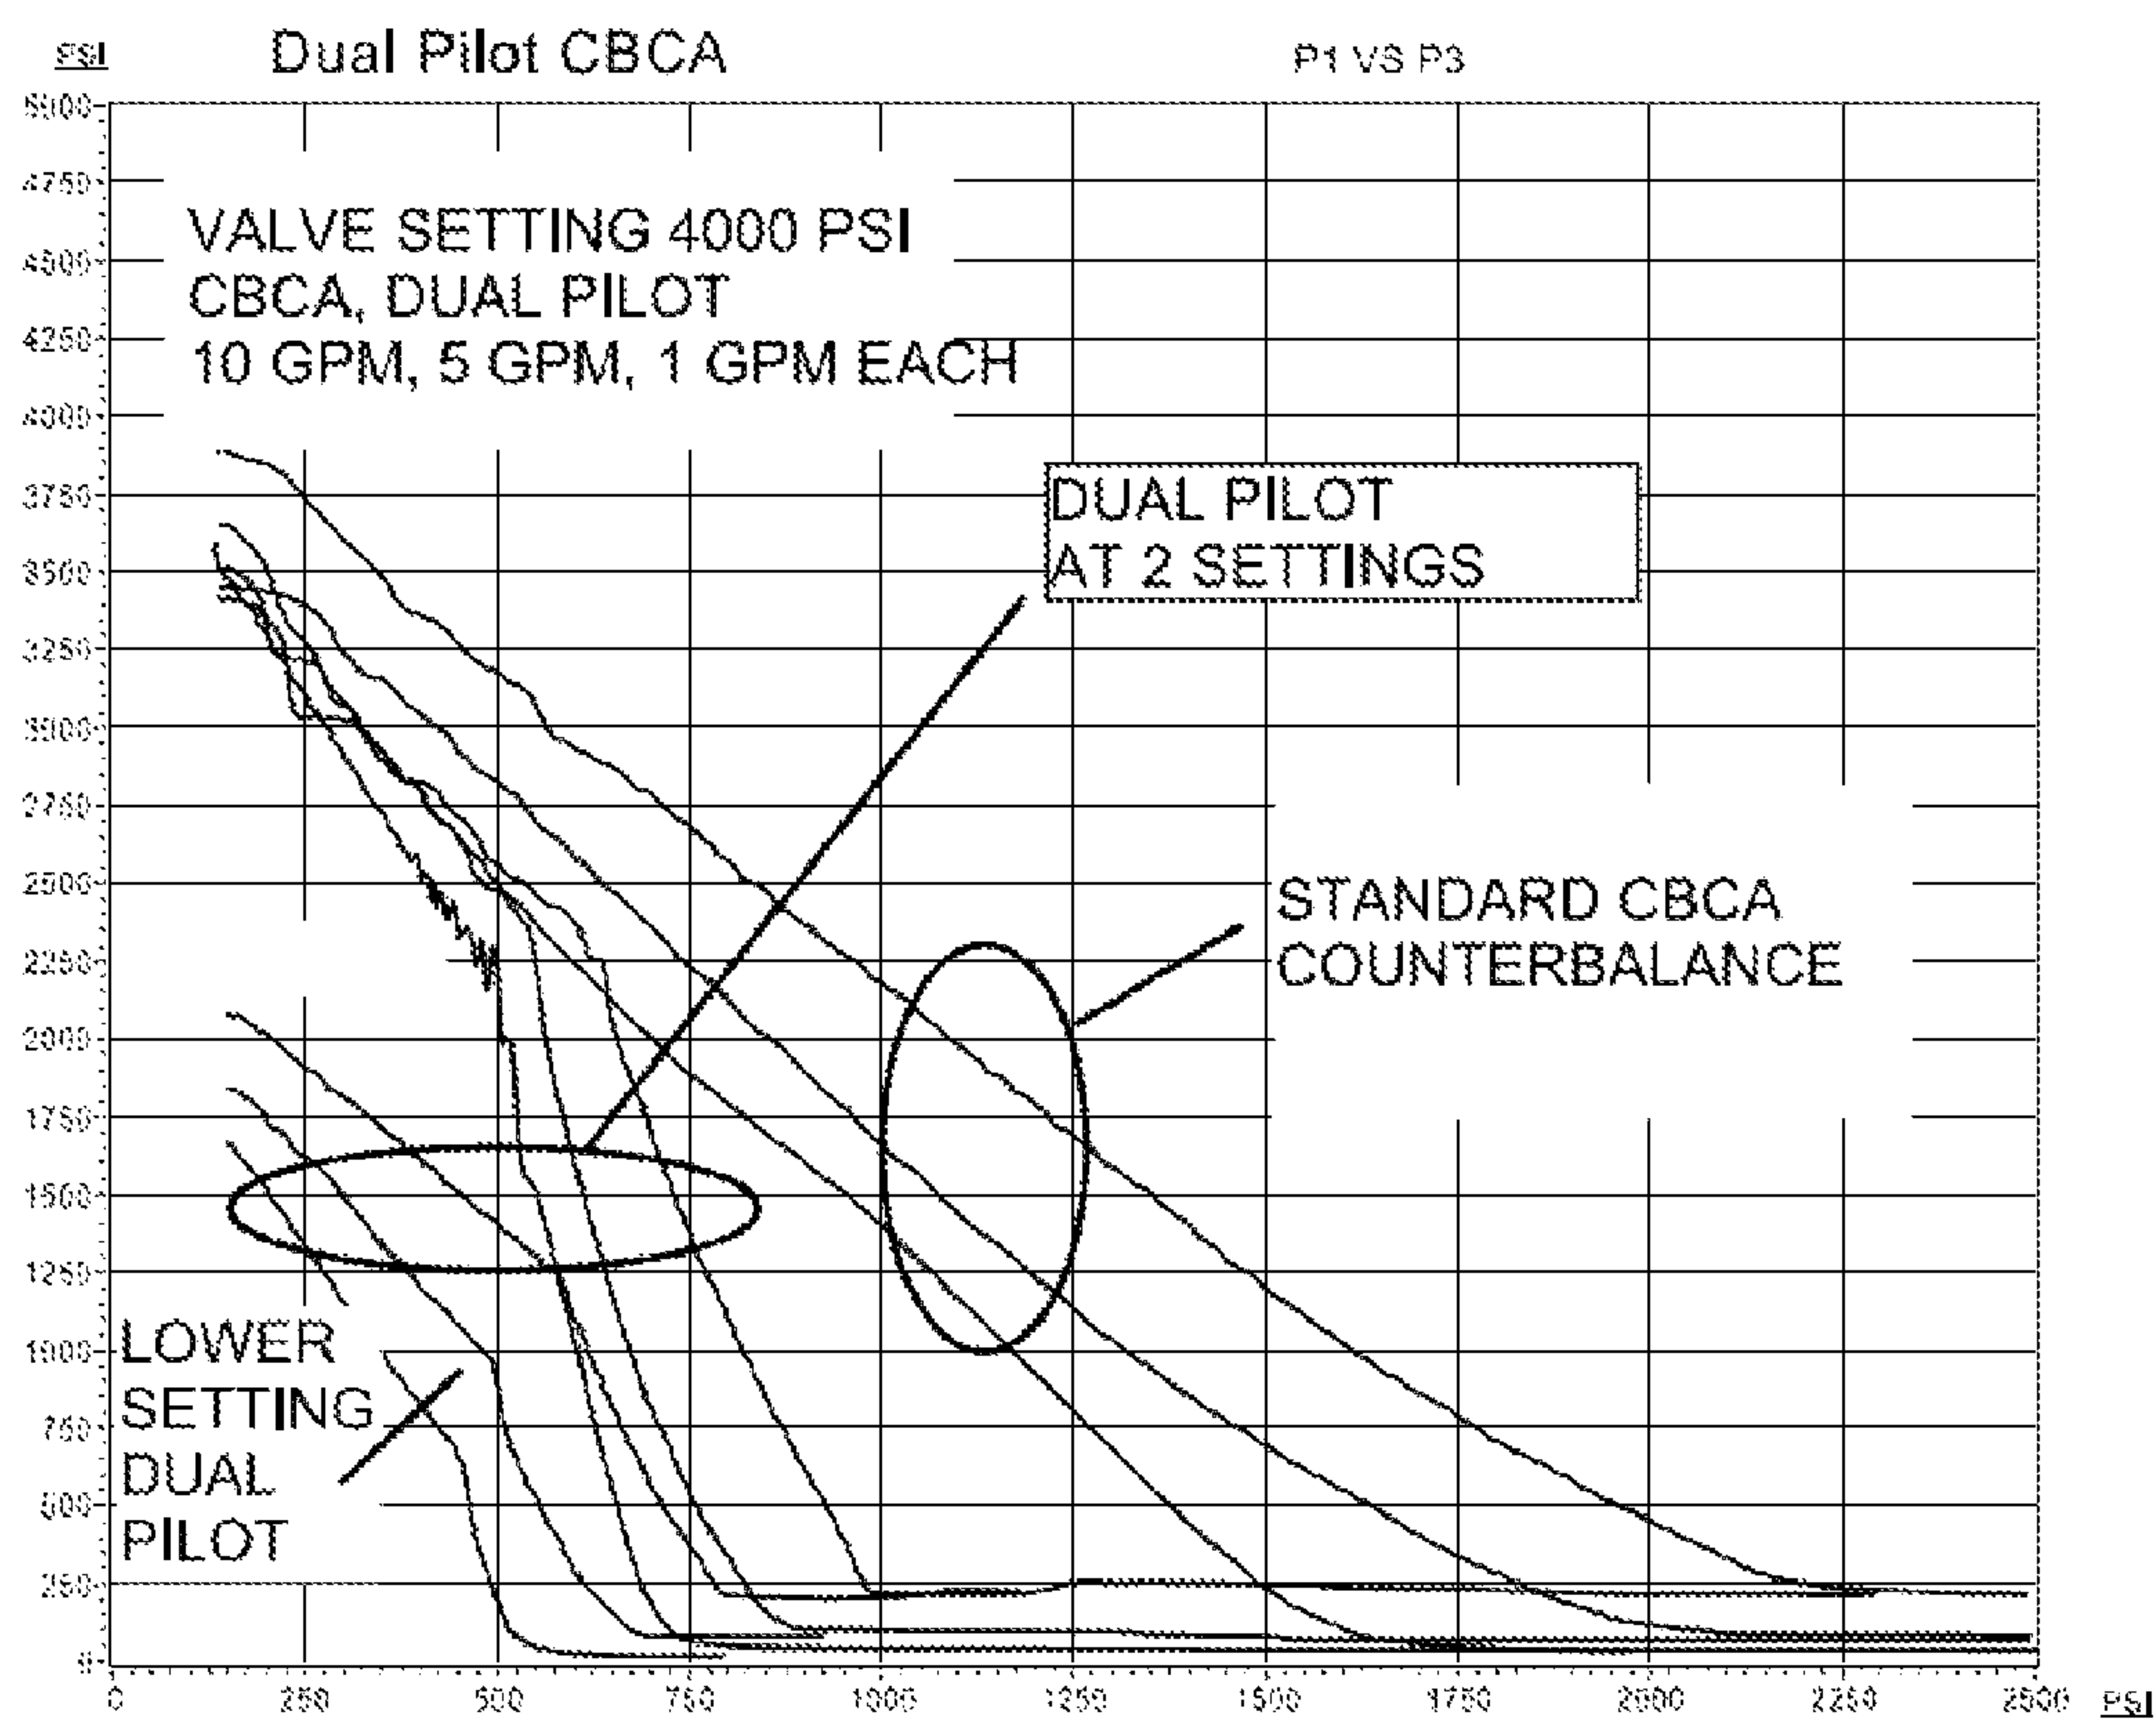 PSI
Dual Pilot CBCA
P1 VS P3
5000
4750
VALVE SETTING 4000 PSI
4500
CBCA, DUAL PILOT
4250
10 GPM, 5 GPM, 1 GPM EACH
4000
3750
DUAL PILOT
AT 2 SETTINGS
3500
3250
3000
2750
2500
STANDARD CBCA
COUNTERBALANCE
2250
2000
1750
1500
1250
LOWER
SETTING
DUAL
PILOT
1000
750
500
250
0
0 250 500 750 1000 1250 1500 1750 2000 2250 2500 PSI